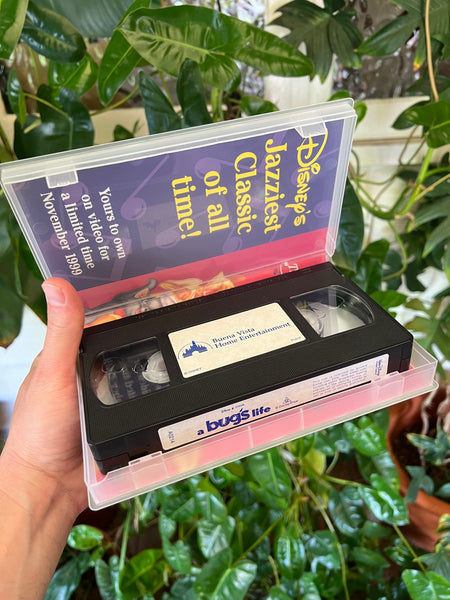 Disney's
Jazziest
Classic
of all
time!
Yours to own
on video for
a limited time
November 1999
Buena Vista
Home Entertainment
a bug's life